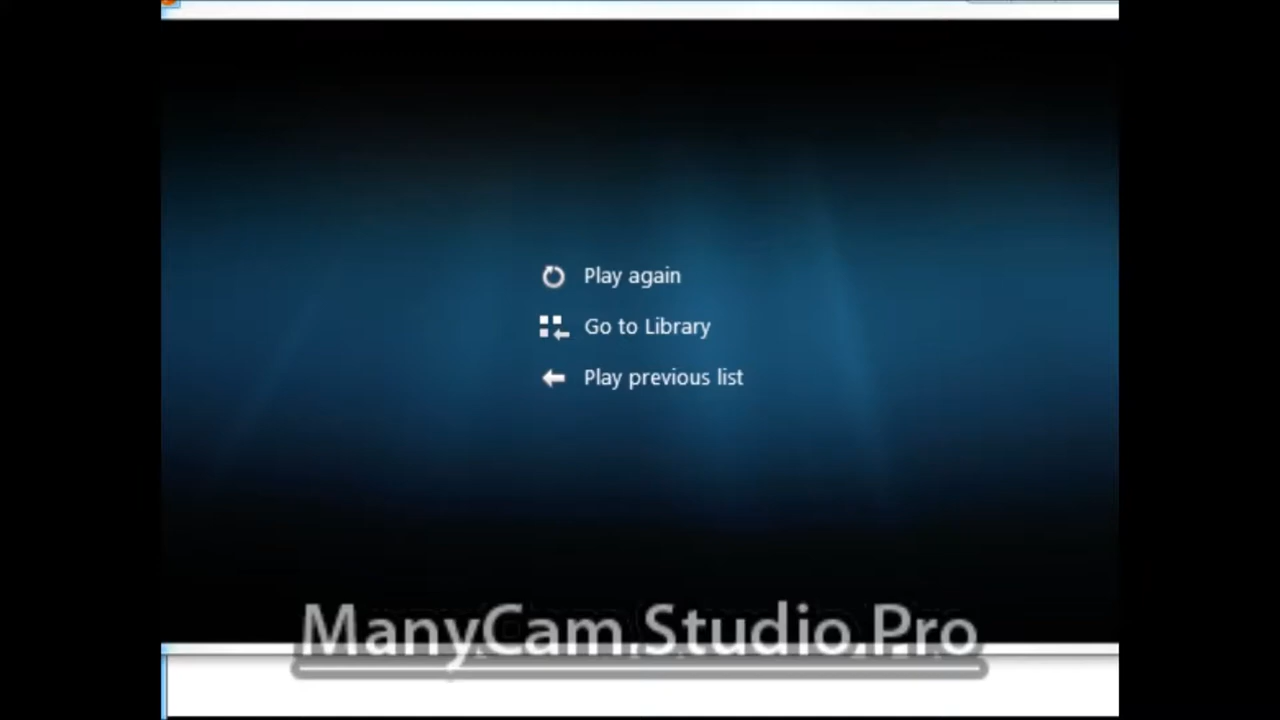 Play again
Go to Library
Play previous list
ManyCam.Studio.Pro